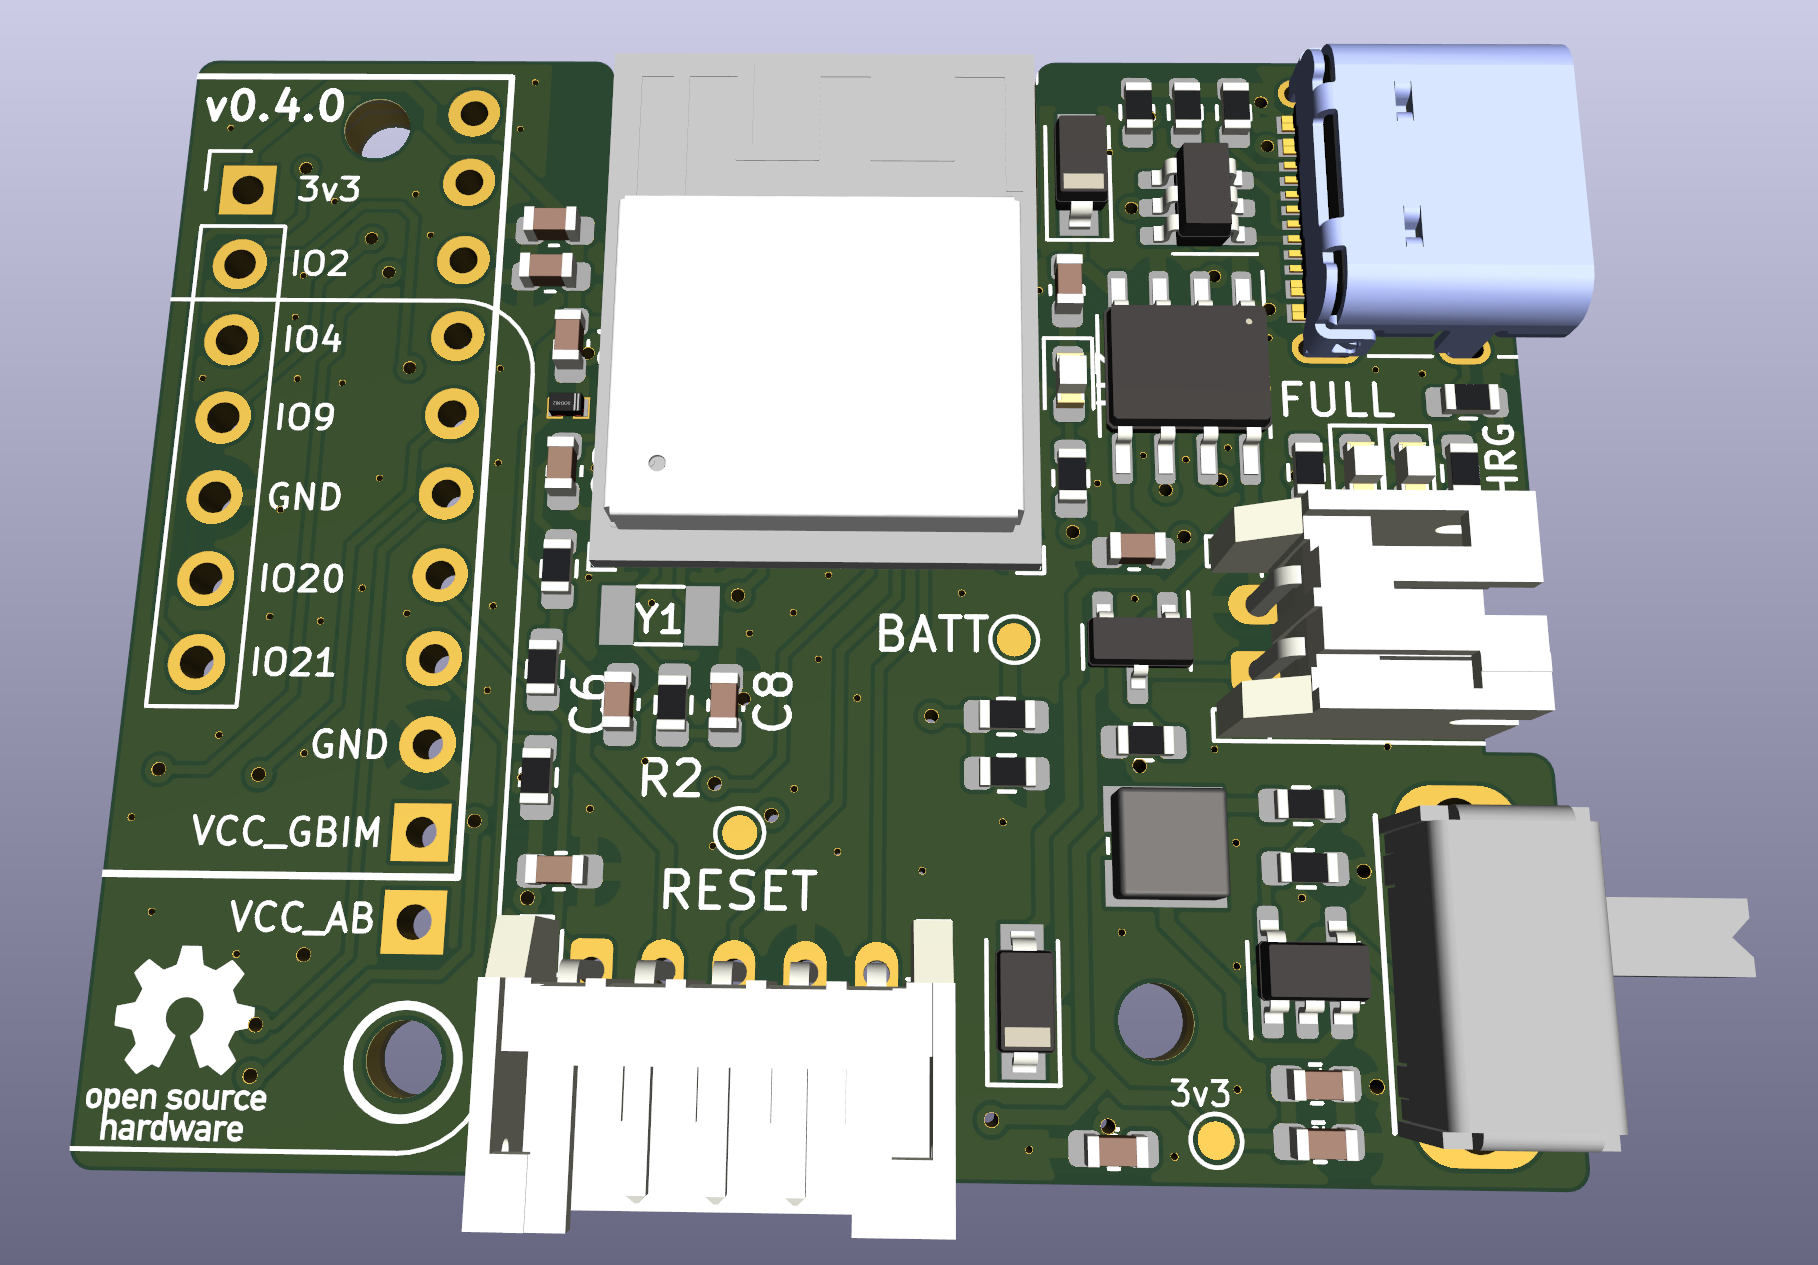 v0.4.0
3v3
IO2
IO4
IO9
GND
IO20
IO21
GND
VCC_GBIM
VCC_AB
open source
hardware
Y1
C6
C8
R2
RESET
BATT
FULL
HRG
3v3